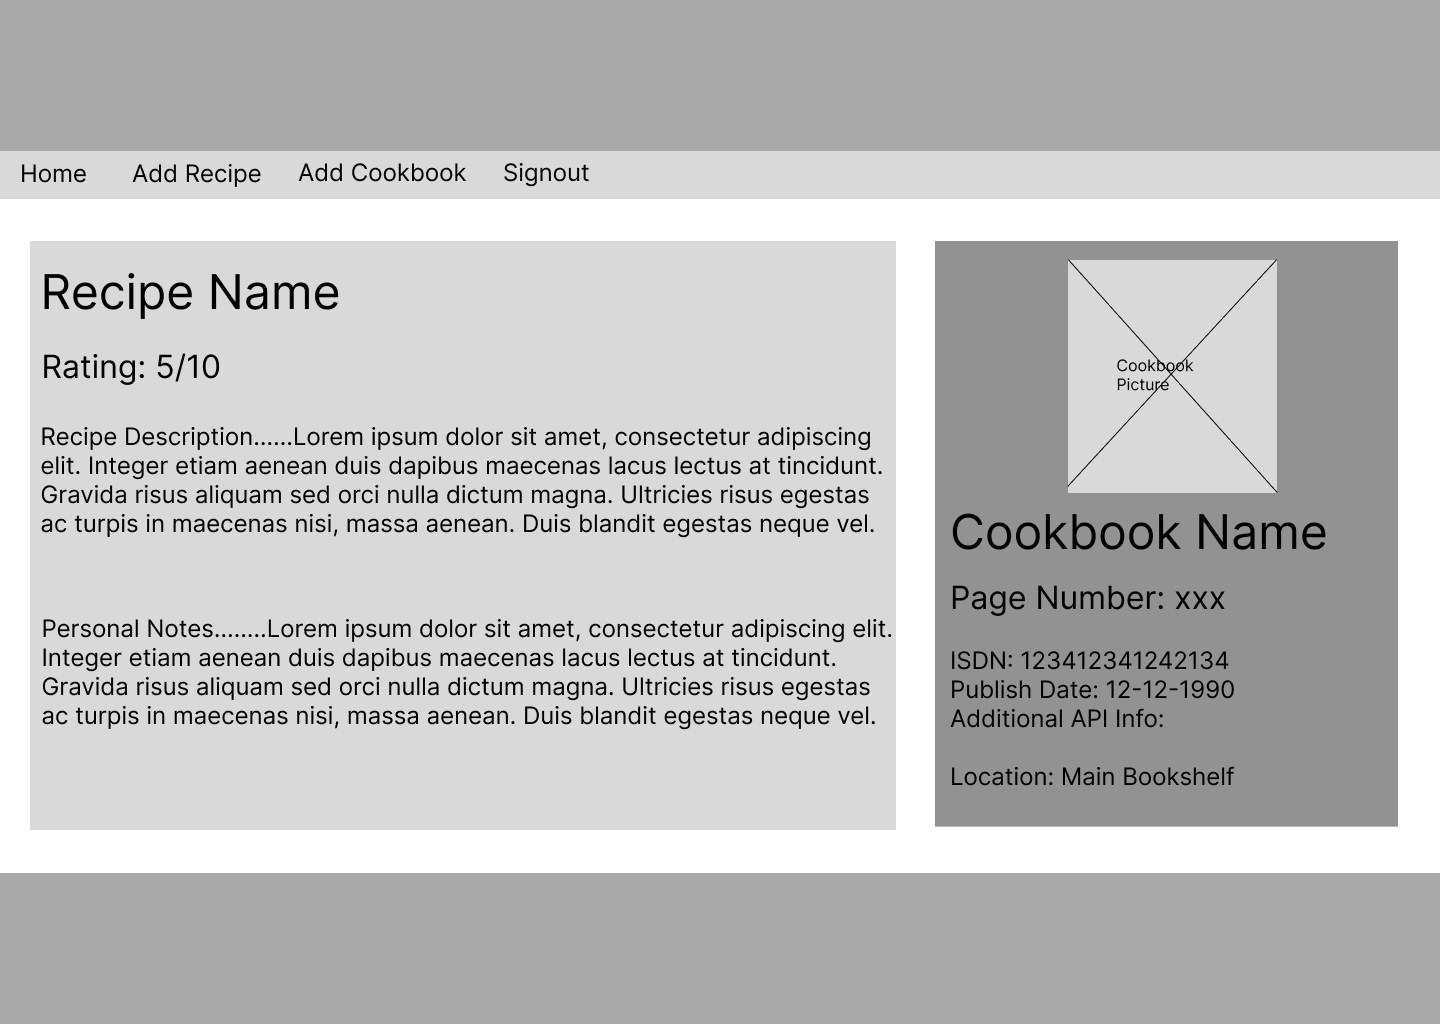 Home Add Recipe Add Cookbook Signout
Recipe Name
Rating: 5/10
Recipe Description......Lorem ipsum dolor sit amet, consectetur adipiscing
elit. Integer etiam aenean duis dapibus maecenas lacus lectus at tincidunt.
Gravida risus aliquam sed orci nulla dictum magna. Ultricies risus egestas
ac turpis in maecenas nisi, massa aenean. Duis blandit egestas neque vel.
Personal Notes........Lorem ipsum dolor sit amet, consectetur adipiscing elit.
Integer etiam aenean duis dapibus maecenas lacus lectus at tincidunt.
Gravida risus aliquam sed orci nulla dictum magna. Ultricies risus egestas
ac turpis in maecenas nisi, massa aenean. Duis blandit egestas neque vel.
Cookbook
Picture
Cookbook Name
Page Number: xxx
ISDN: 123412341242134
Publish Date: 12-12-1990
Additional API Info:
Location: Main Bookshelf